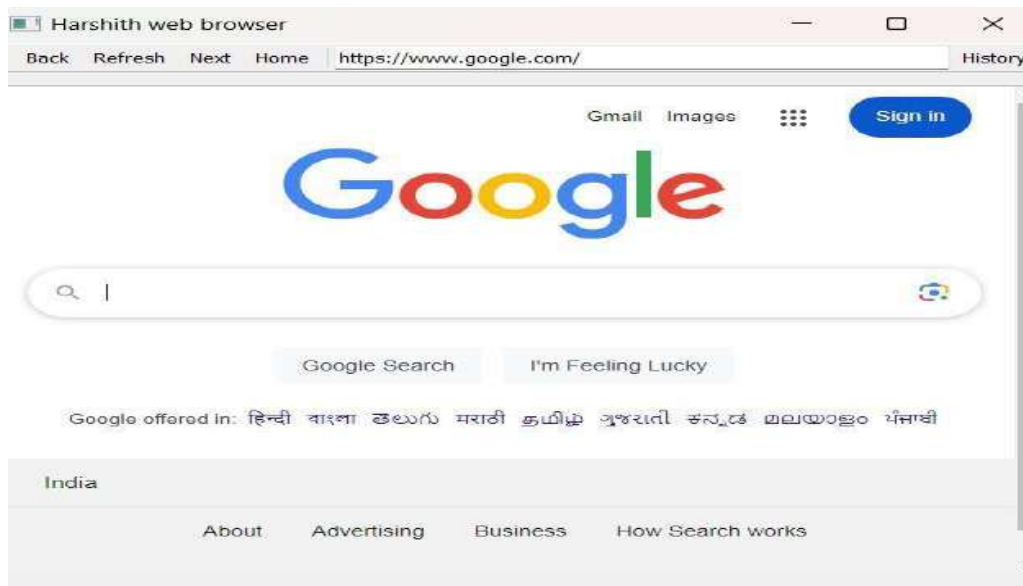 Harshith web browser
Back Refresh Next Home https://www.google.com/ History
Gmail Images Sign in
Google
Google Search I'm Feeling Lucky
Google offered in: हिन्दी বাংলা తెలుగు मराठी தமிழ் ગુજરાતી ಕನ್ನಡ മലയാളം ਪੰਜਾਬੀ
India
About Advertising Business How Search works